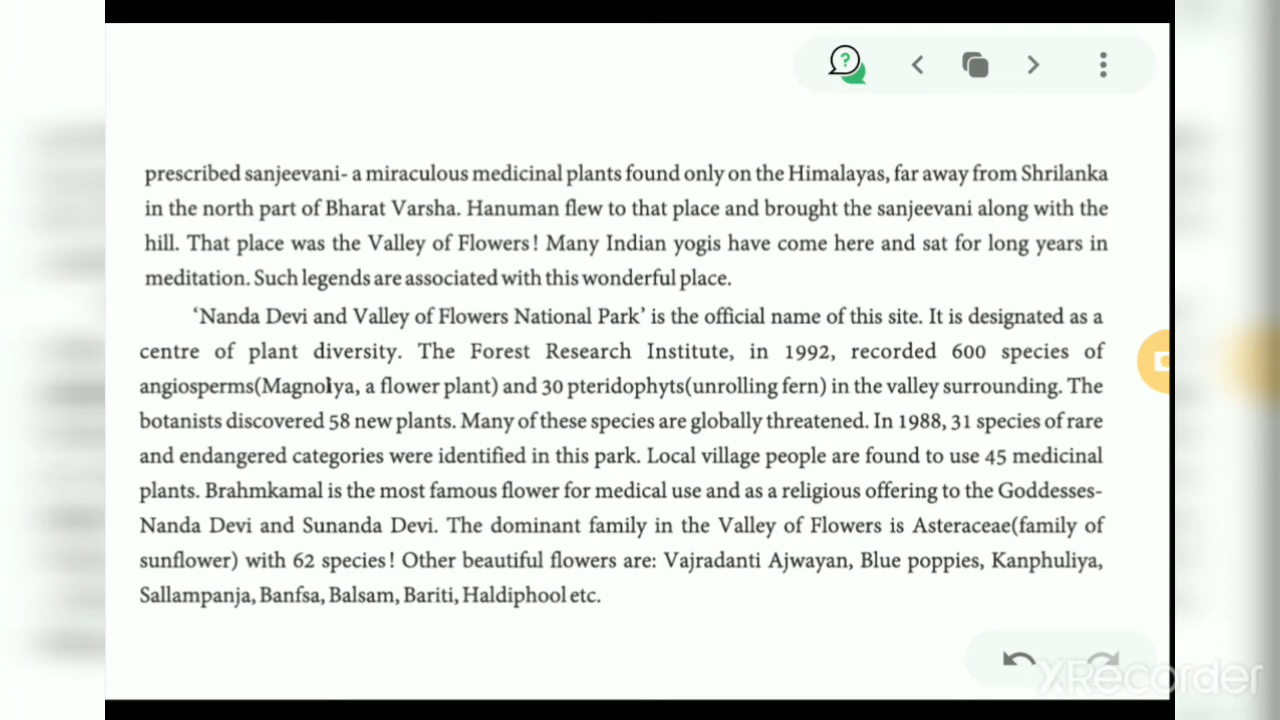 prescribed sanjeevani- a miraculous medicinal plants found only on the Himalayas, far away from Shrilanka
in the north part of Bharat Varsha. Hanuman flew to that place and brought the sanjeevani along with the
hill. That place was the Valley of Flowers! Many Indian yogis have come here and sat for long years in
meditation. Such legends are associated with this wonderful place.
‘Nanda Devi and Valley of Flowers National Park’ is the official name of this site. It is designated as a
centre of plant diversity. The Forest Research Institute, in 1992, recorded 600 species of
angiosperms(Magnolya, a flower plant) and 30 pteridophyts(unrolling fern) in the valley surrounding. The
botanists discovered 58 new plants. Many of these species are globally threatened. In 1988, 31 species of rare
and endangered categories were identified in this park. Local village people are found to use 45 medicinal
plants. Brahmkamal is the most famous flower for medical use and as a religious offering to the Goddesses-
Nanda Devi and Sunanda Devi. The dominant family in the Valley of Flowers is Asteraceae(family of
sunflower) with 62 species! Other beautiful flowers are: Vajradanti Ajwayan, Blue poppies, Kanphuliya,
Sallampanja, Banfsa, Balsam, Bariti, Haldiphool etc.
XRecorder